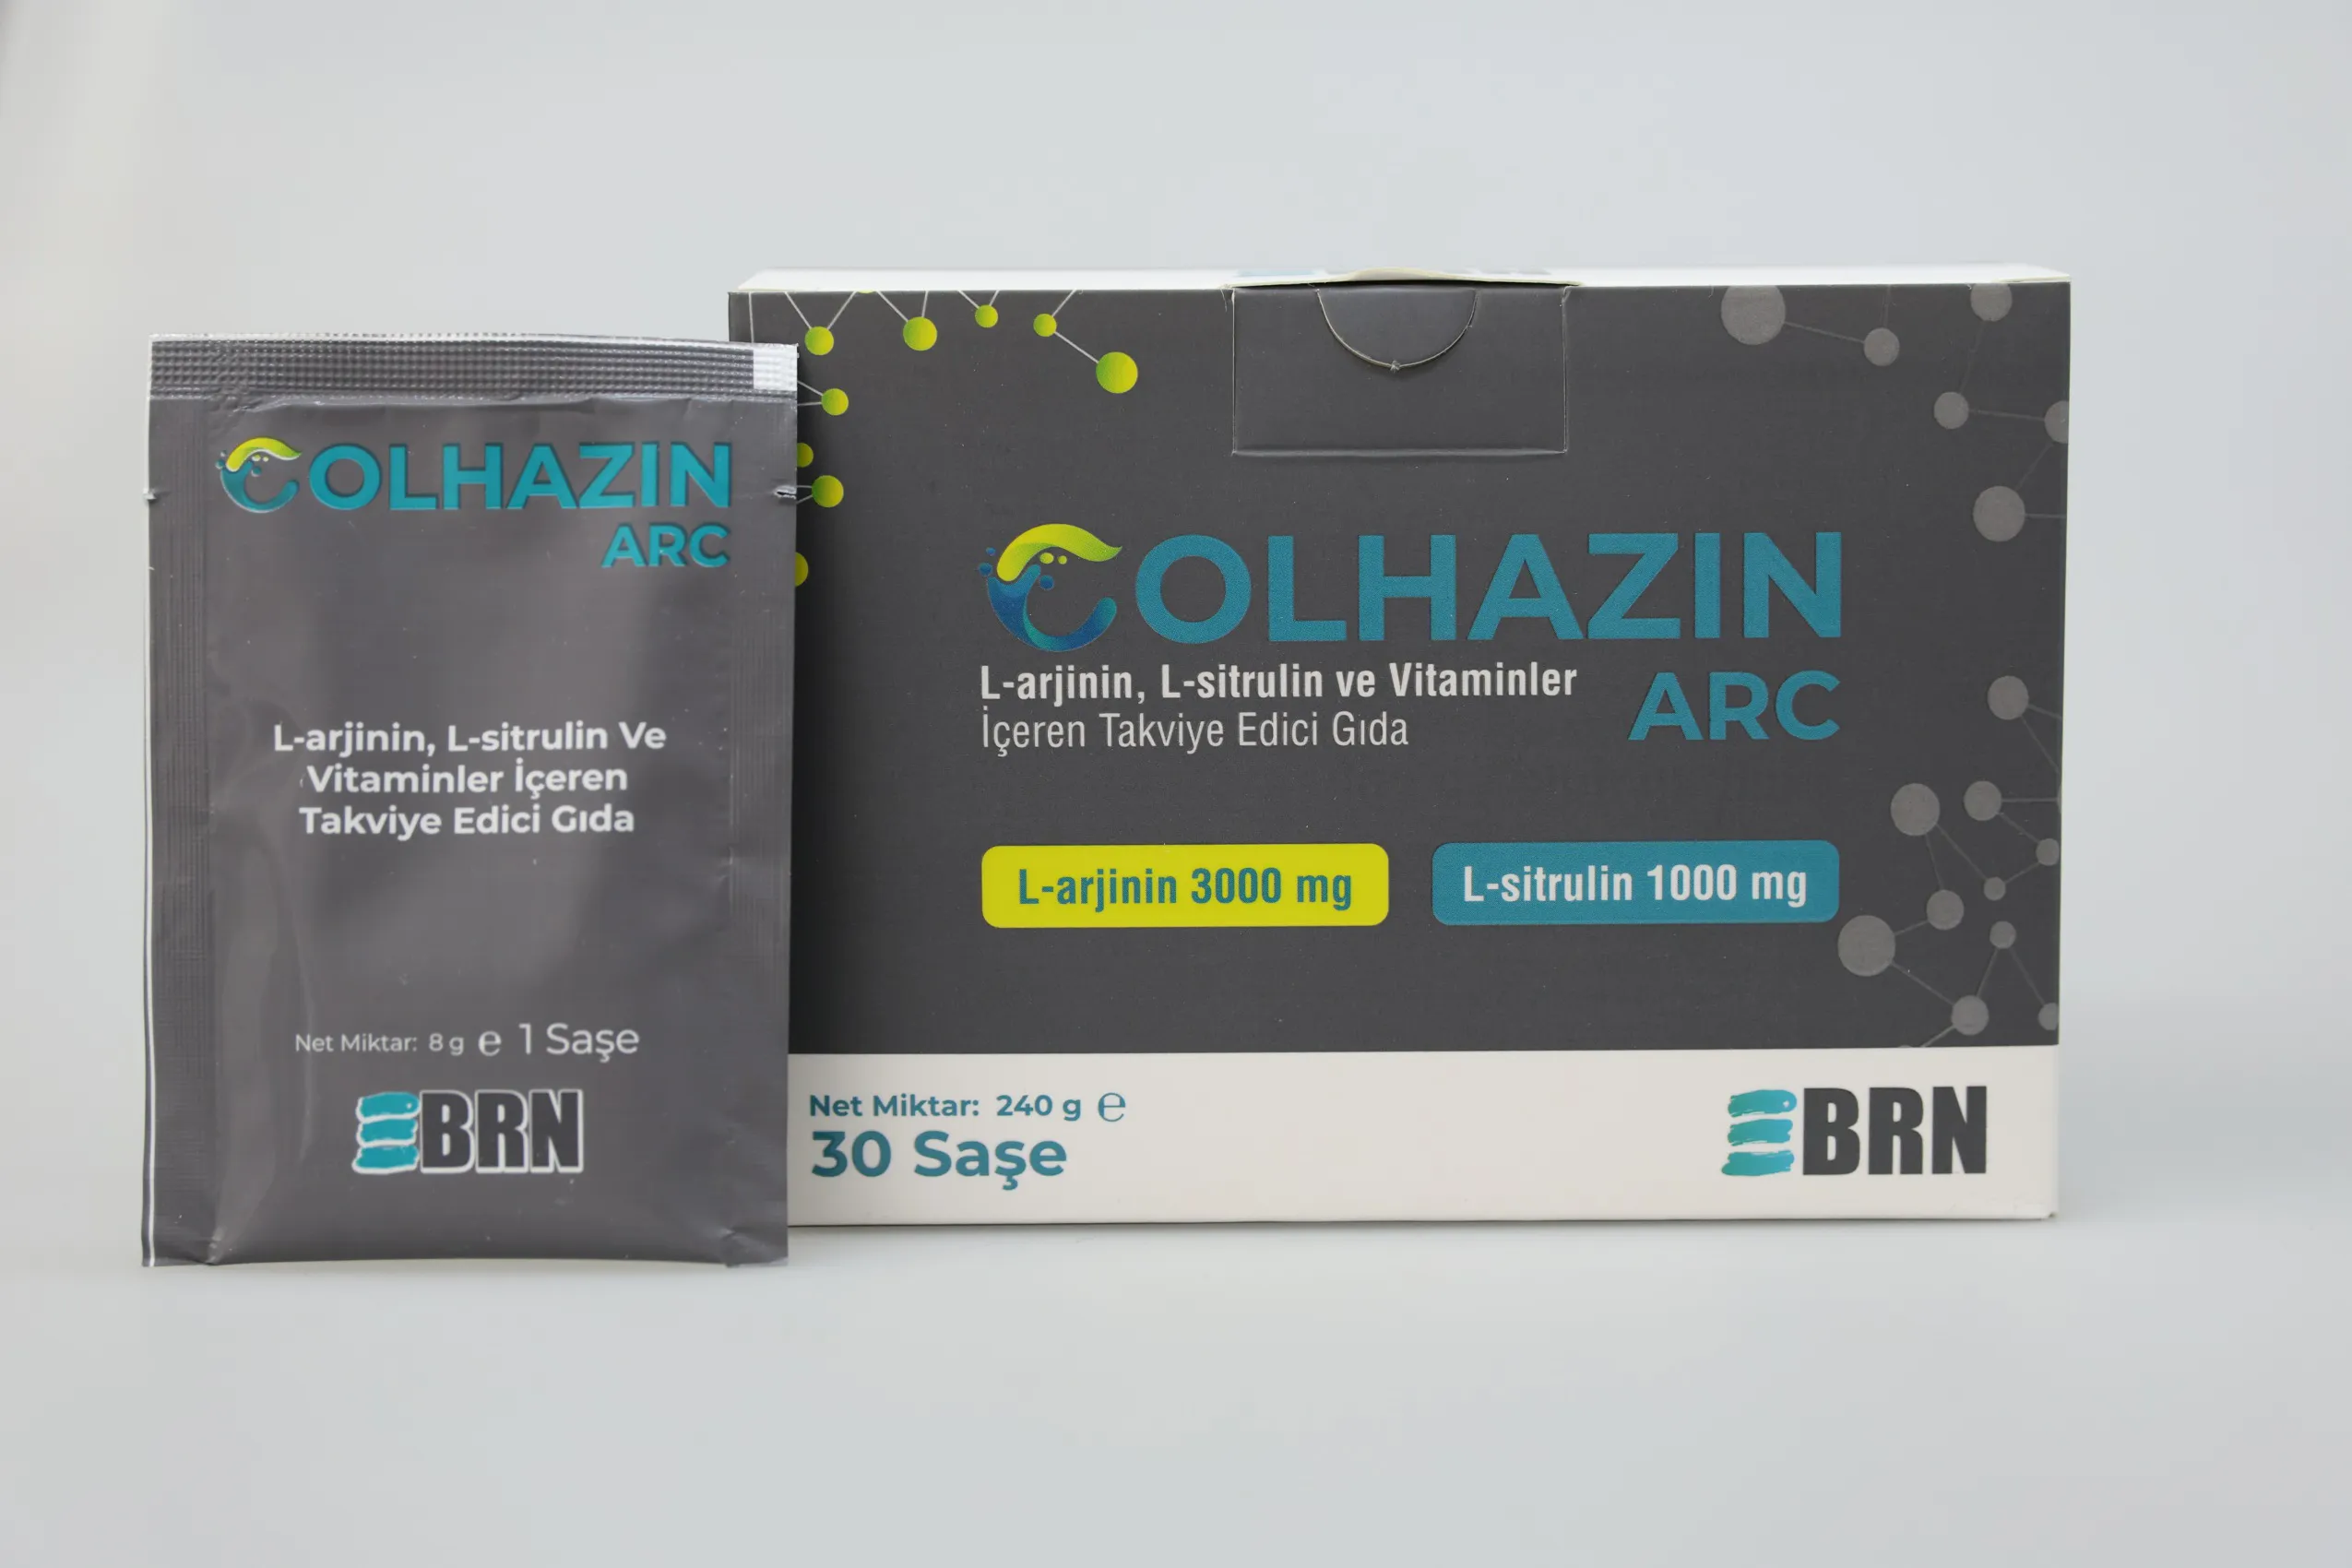 COLHAZIN
ARC
L-arjinin, L-sitrulin Ve
Vitaminler İçeren
Takviye Edici Gıda
Net Miktar: 8 g ℮ 1 Saşe
BRN
COLHAZIN
ARC
L-arjinin, L-sitrulin ve Vitaminler
İçeren Takviye Edici Gıda
L-arjinin 3000 mg
L-sitrulin 1000 mg
Net Miktar: 240 g ℮
30 Saşe
BRN